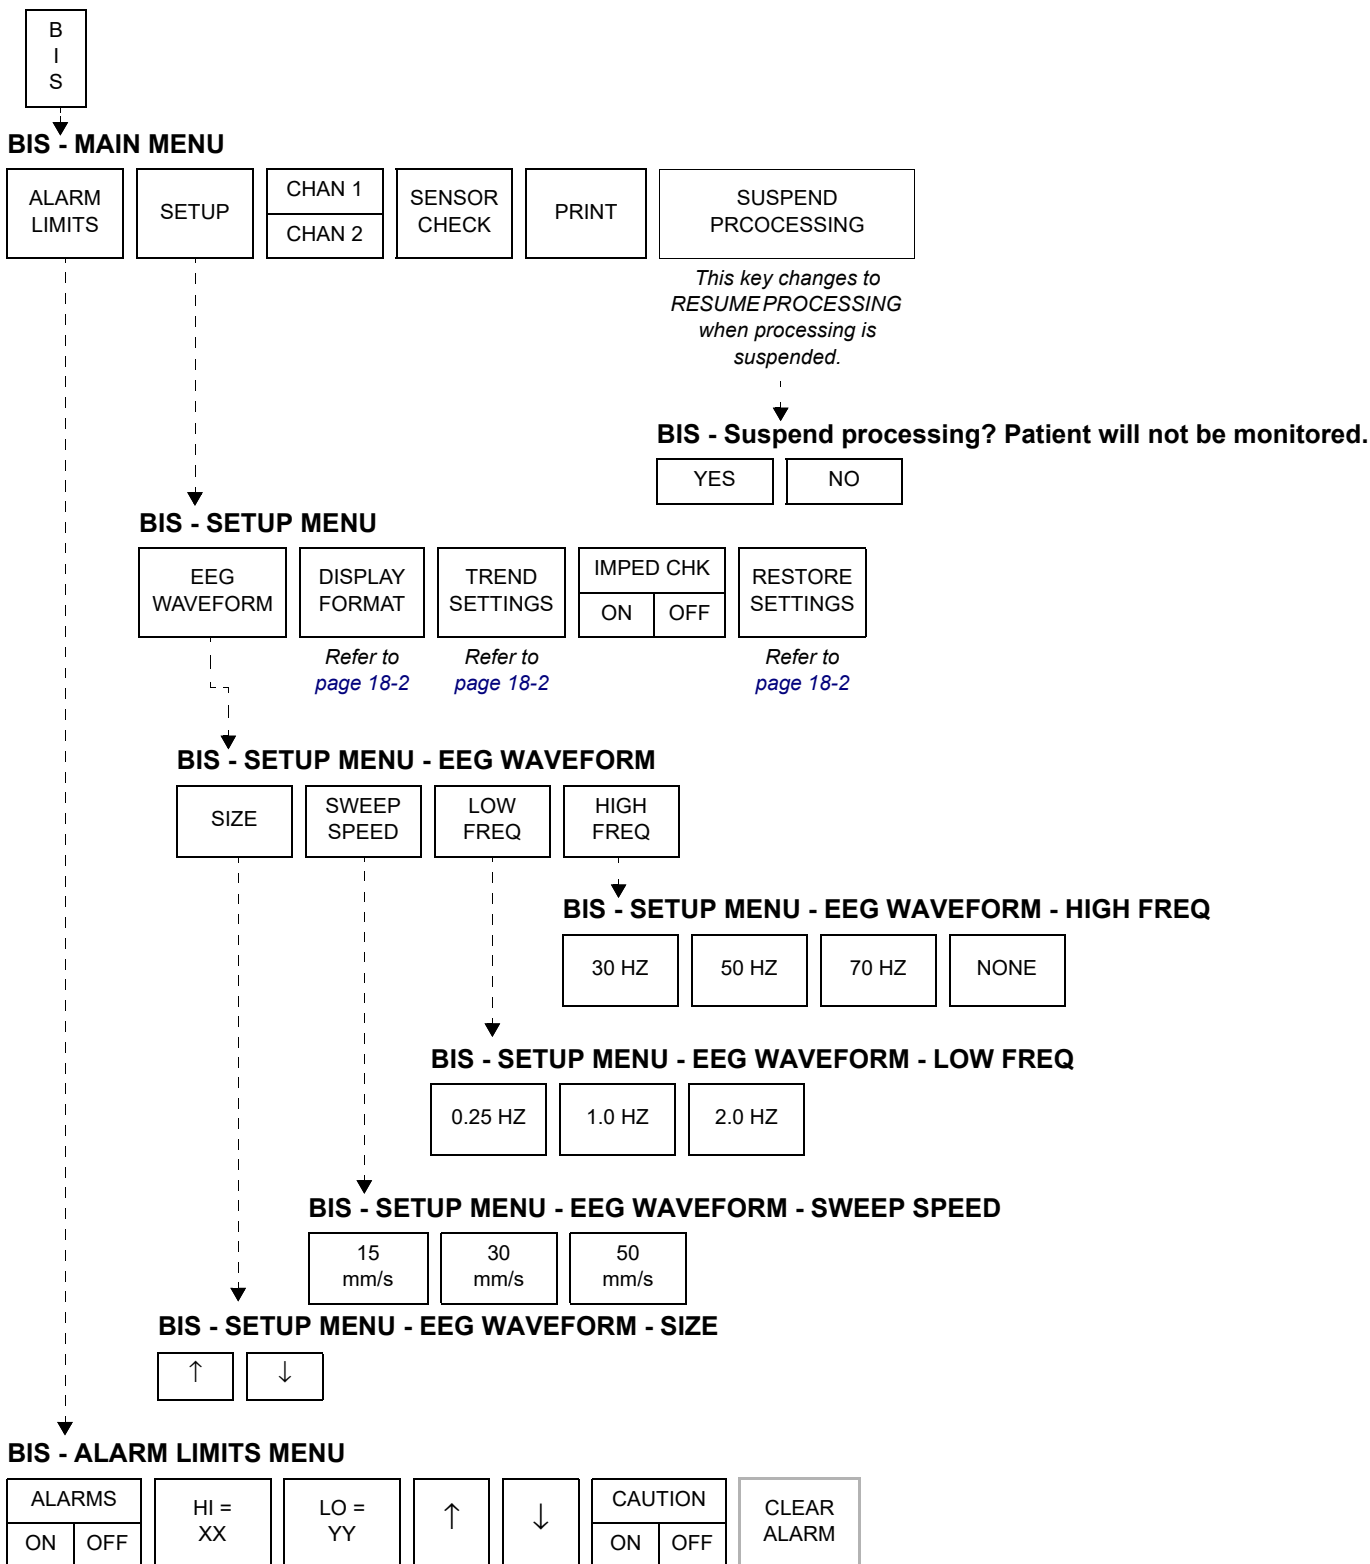 B
I
S
BIS - MAIN MENU
ALARM
LIMITS
SETUP
CHAN 1
CHAN 2
SENSOR
CHECK
PRINT
SUSPEND
PRCOCESSING
This key changes to
RESUME PROCESSING
when processing is
suspended.
BIS - Suspend processing? Patient will not be monitored.
YES
NO
BIS - SETUP MENU
EEG
WAVEFORM
DISPLAY
FORMAT
TREND
SETTINGS
IMPED CHK
ON
OFF
RESTORE
SETTINGS
Refer to
page 18-2
Refer to
page 18-2
Refer to
page 18-2
BIS - SETUP MENU - EEG WAVEFORM
SIZE
SWEEP
SPEED
LOW
FREQ
HIGH
FREQ
BIS - SETUP MENU - EEG WAVEFORM - HIGH FREQ
30 HZ
50 HZ
70 HZ
NONE
BIS - SETUP MENU - EEG WAVEFORM - LOW FREQ
0.25 HZ
1.0 HZ
2.0 HZ
BIS - SETUP MENU - EEG WAVEFORM - SWEEP SPEED
15
mm/s
30
mm/s
50
mm/s
BIS - SETUP MENU - EEG WAVEFORM - SIZE
↑
↓
BIS - ALARM LIMITS MENU
ALARMS
ON
OFF
HI =
XX
LO =
YY
↑
↓
CAUTION
ON
OFF
CLEAR
ALARM